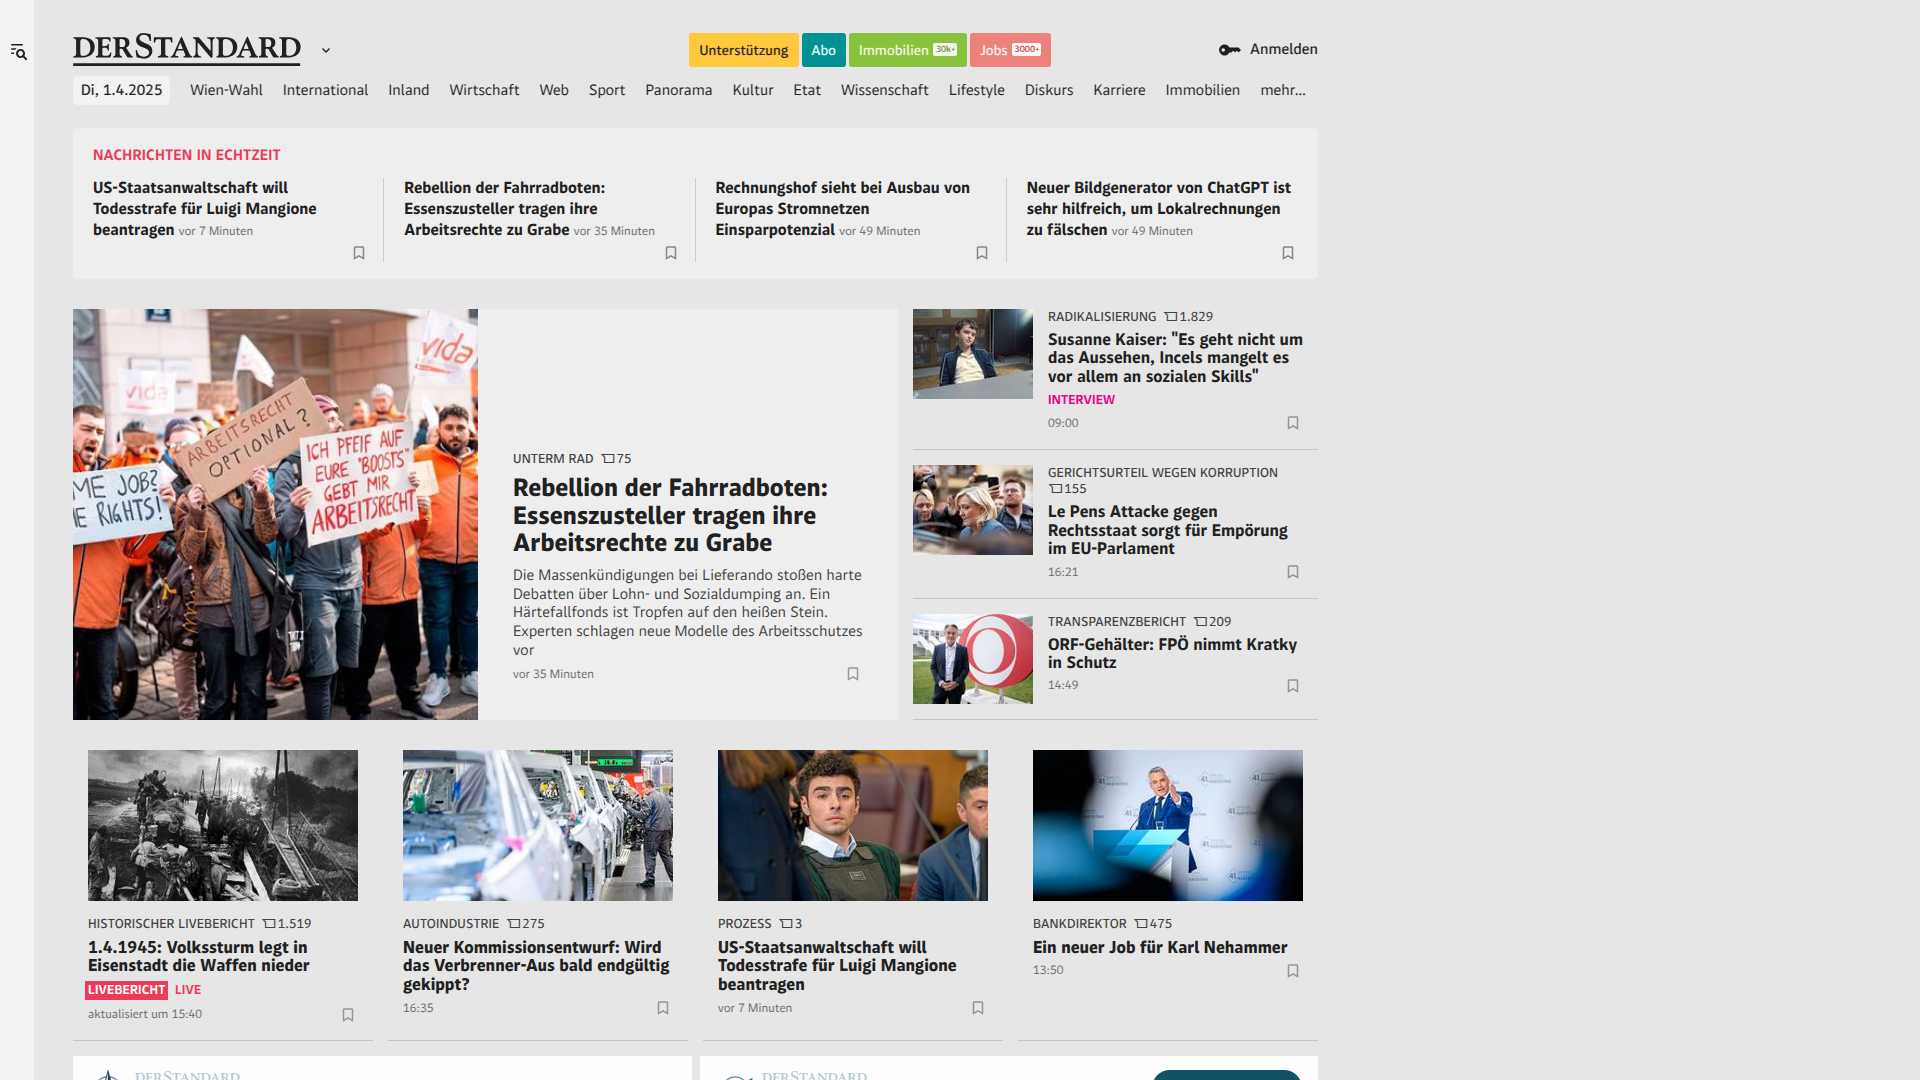 DERSTANDARD
Unterstützung
Abo
Immobilien 30k+
Jobs 3000+
Anmelden
Di, 1.4.2025
Wien-Wahl
International
Inland
Wirtschaft
Web
Sport
Panorama
Kultur
Etat
Wissenschaft
Lifestyle
Diskurs
Karriere
Immobilien
mehr...
NACHRICHTEN IN ECHTZEIT
US-Staatsanwaltschaft will
Todesstrafe für Luigi Mangione
beantragen vor 7 Minuten
Rebellion der Fahrradboten:
Essenszusteller tragen ihre
Arbeitsrechte zu Grabe vor 35 Minuten
Rechnungshof sieht bei Ausbau von
Europas Stromnetzen
Einsparpotenzial vor 49 Minuten
Neuer Bildgenerator von ChatGPT ist
sehr hilfreich, um Lokalrechnungen
zu fälschen vor 49 Minuten
vida
vida
ARBEITSRECHT
OPTIONAL?
ICH PFEIF AUF
EURE "BOOSTS"
GEBT MIR
ARBEITSRECHT
ME JOB?
E RIGHTS!
UNTERM RAD 75
Rebellion der Fahrradboten:
Essenszusteller tragen ihre
Arbeitsrechte zu Grabe
Die Massenkündigungen bei Lieferando stoßen harte
Debatten über Lohn- und Sozialdumping an. Ein
Härtefallfonds ist Tropfen auf den heißen Stein.
Experten schlagen neue Modelle des Arbeitsschutzes
vor
vor 35 Minuten
RADIKALISIERUNG 1.829
Susanne Kaiser: "Es geht nicht um
das Aussehen, Incels mangelt es
vor allem an sozialen Skills"
INTERVIEW
09:00
GERICHTSURTEIL WEGEN KORRUPTION
155
Le Pens Attacke gegen
Rechtsstaat sorgt für Empörung
im EU-Parlament
16:21
TRANSPARENZBERICHT 209
ORF-Gehälter: FPÖ nimmt Kratky
in Schutz
14:49
HISTORISCHER LIVEBERICHT 1.519
1.4.1945: Volkssturm legt in
Eisenstadt die Waffen nieder
LIVEBERICHT LIVE
aktualisiert um 15:40
AUTOINDUSTRIE 275
Neuer Kommissionsentwurf: Wird
das Verbrenner-Aus bald endgültig
gekippt?
16:35
PROZESS 3
US-Staatsanwaltschaft will
Todesstrafe für Luigi Mangione
beantragen
vor 7 Minuten
BANKDIREKTOR 475
Ein neuer Job für Karl Nehammer
13:50
DERSTANDARD
DERSTANDARD